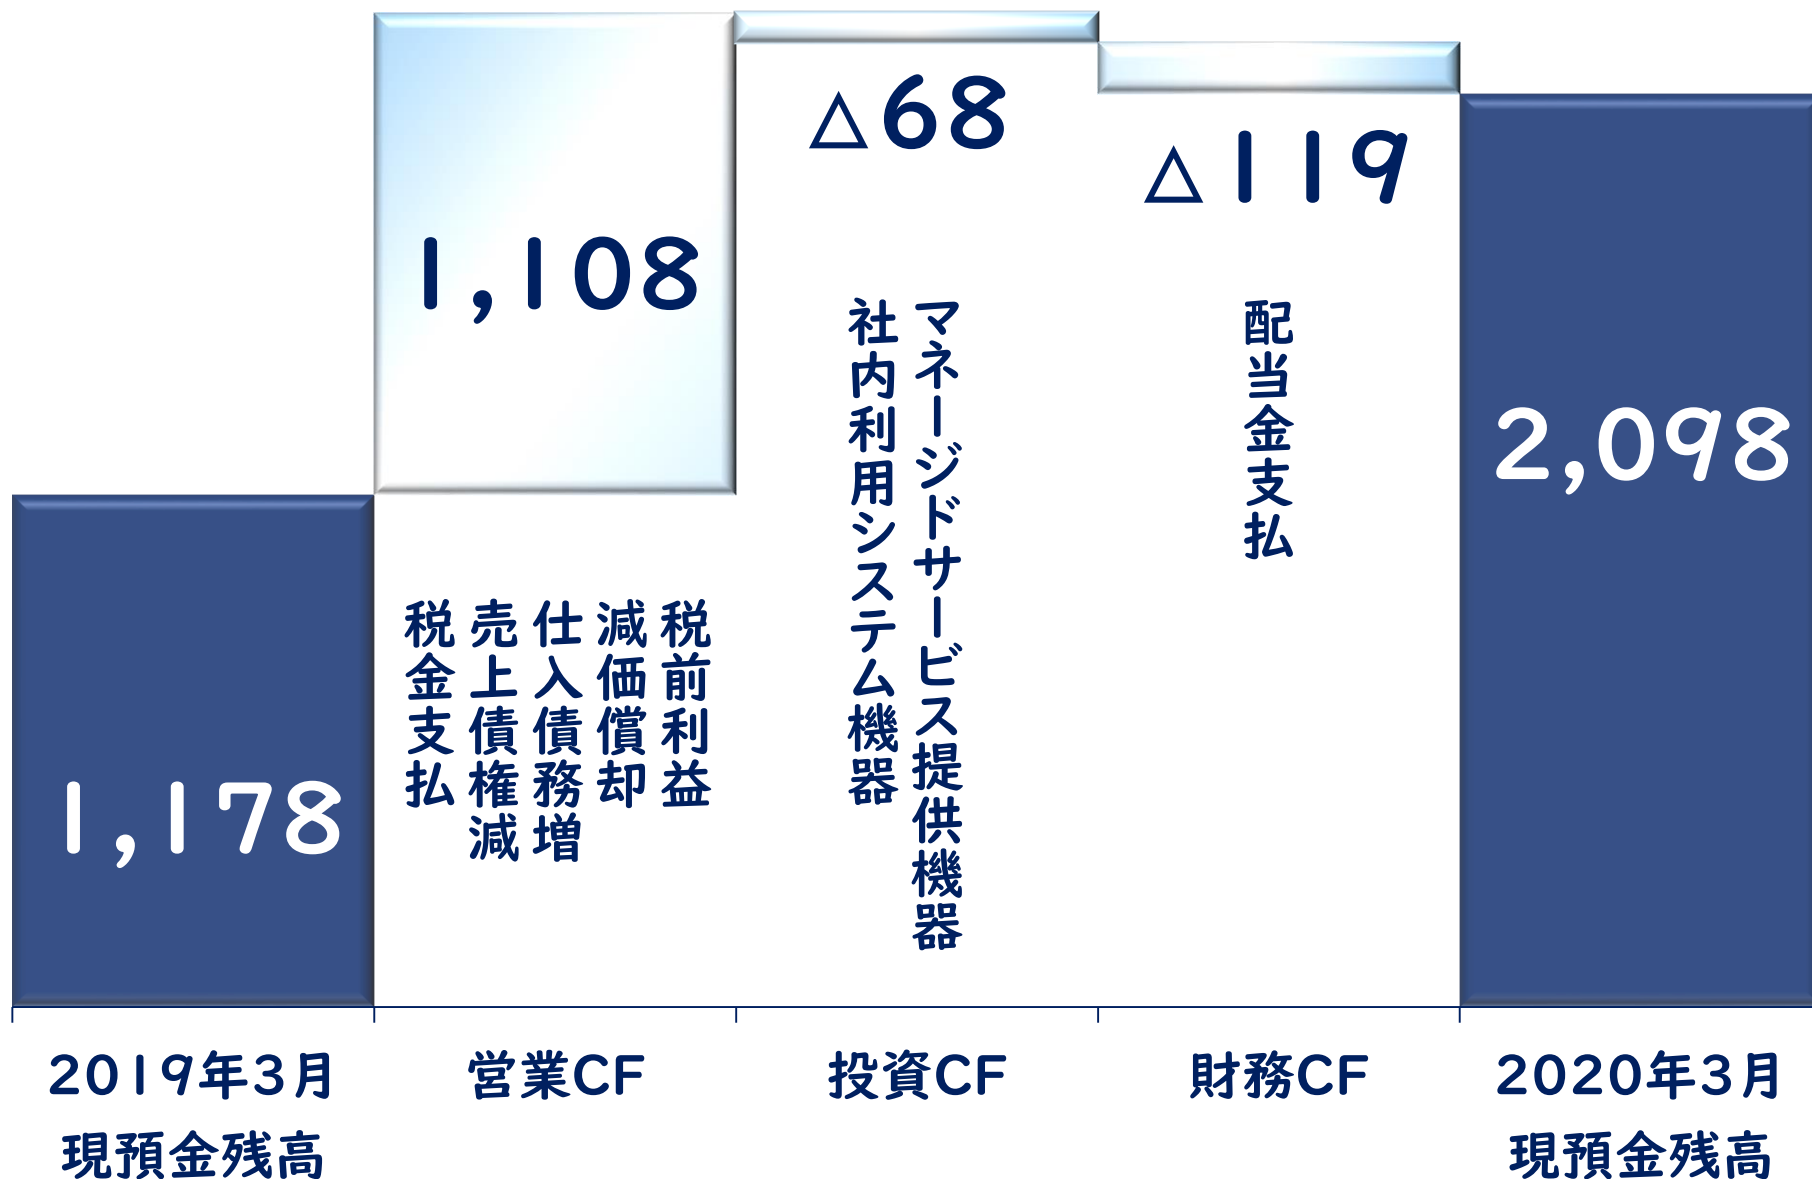 1,178
1,108
△68
△119
2,098
税前利益
減価償却
仕入債務増
売上債権減
税金支払
マネージドサービス提供機器
社内利用システム機器
配当金支払
2019年3月
現預金残高
営業CF
投資CF
財務CF
2020年3月
現預金残高